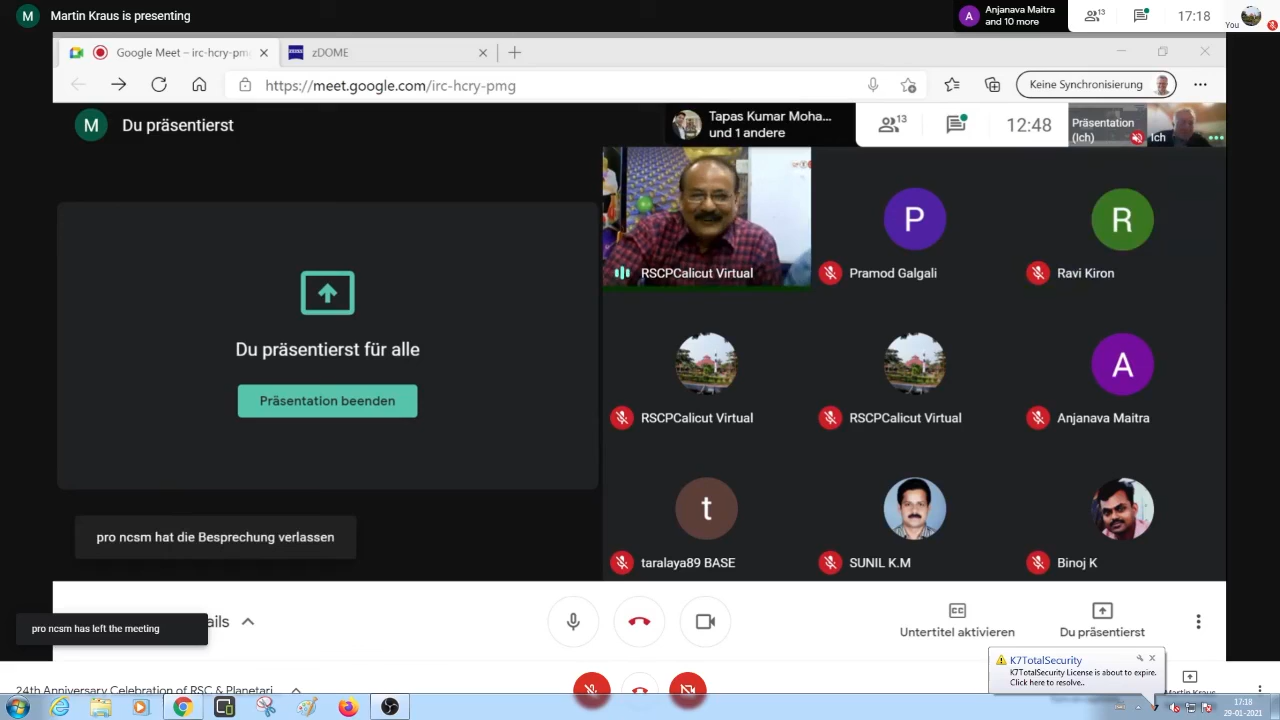 M
Martin Kraus is presenting
A
Anjanava Maitra
and 10 more
13
17:18
You
Google Meet – irc-hcry-pm
ZEISS
zDOME
https://meet.google.com/irc-hcry-pmg
Keine Synchronisierung
M
Du präsentierst
Tapas Kumar Moha...
und 1 andere
13
12:48
Präsentation
(Ich)
Ich
RSCPCalicut Virtual
P
Pramod Galgali
R
Ravi Kiron
Du präsentierst für alle
Präsentation beenden
RSCPCalicut Virtual
RSCPCalicut Virtual
A
Anjanava Maitra
t
taralaya89 BASE
SUNIL K.M
Binoj K
pro ncsm hat die Besprechung verlassen
ails
pro ncsm has left the meeting
CC
Untertitel aktivieren
Du präsentierst
K7TotalSecurity
K7TotalSecurity License is about to expire.
Click here to resolve..
24th Anniversary Celebration of RSC & Planetari
Martin Kraus
17:18
29-01-2021